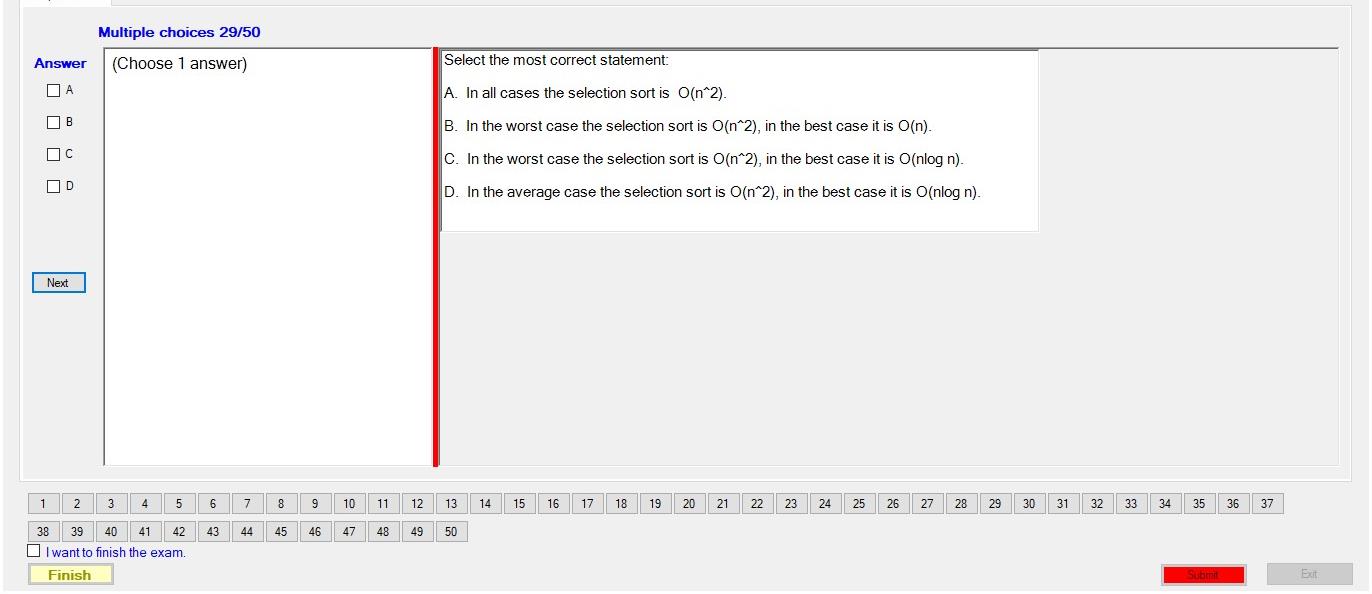 Multiple choices 29/50
Answer
(Choose 1 answer)
A
B
C
D
Next
Select the most correct statement:
A. In all cases the selection sort is O(n^2).
B. In the worst case the selection sort is O(n^2), in the best case it is O(n).
C. In the worst case the selection sort is O(n^2), in the best case it is O(nlog n).
D. In the average case the selection sort is O(n^2), in the best case it is O(nlog n).
1 2 3 4 5 6 7 8 9 10 11 12 13 14 15 16 17 18 19 20 21 22 23 24 25 26 27 28 29 30 31 32 33 34 35 36 37
38 39 40 41 42 43 44 45 46 47 48 49 50
I want to finish the exam.
Finish
Submit
Exit